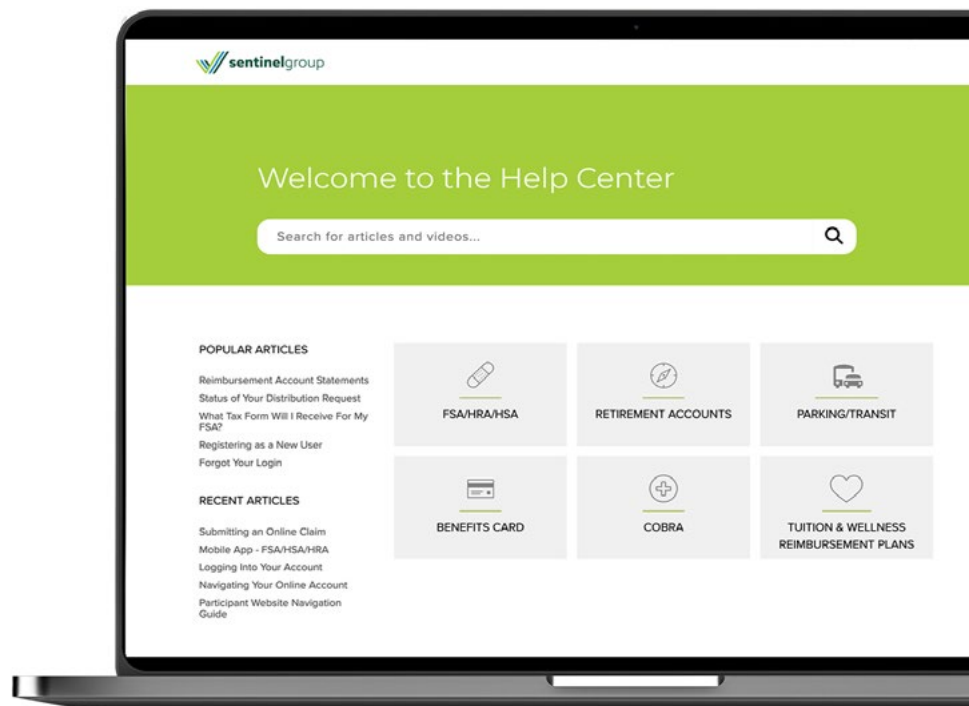 sentinelgroup
Welcome to the Help Center
Search for articles and videos...
POPULAR ARTICLES
Reimbursement Account Statements
Status of Your Distribution Request
What Tax Form Will I Receive For My
FSA?
Registering as a New User
Forgot Your Login
RECENT ARTICLES
Submitting an Online Claim
Mobile App - FSA/HSA/HRA
Logging Into Your Account
Navigating Your Online Account
Participant Website Navigation
Guide
FSA/HRA/HSA
RETIREMENT ACCOUNTS
PARKING/TRANSIT
BENEFITS CARD
COBRA
TUITION & WELLNESS
REIMBURSEMENT PLANS